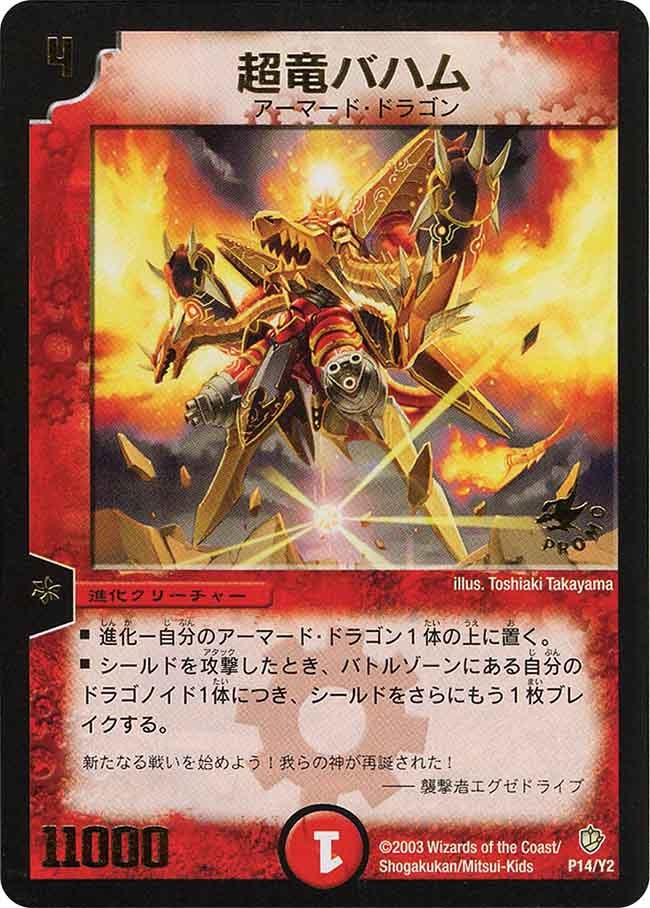 4
超竜バハム
アーマード・ドラゴン
PROMO
illus. Toshiaki Takayama
進化クリーチャー
■ 進化−自分のアーマード・ドラゴン1体の上に置く。
■ シールドを攻撃したとき、バトルゾーンにある自分の
ドラゴノイド1体につき、シールドをさらにもう1枚ブレ
イクする。
新たなる戦いを始めよう！我らの神が再誕された！
── 襲撃者エグゼドライブ
11000
1
©2003 Wizards of the Coast/
Shogakukan/Mitsui-Kids
P14/Y2